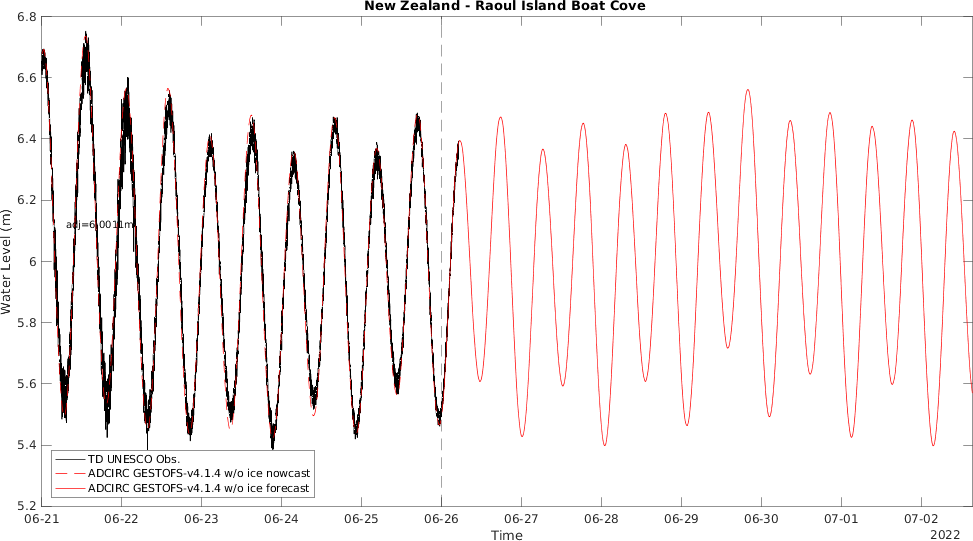 New Zealand - Raoul Island Boat Cove
6.8
6.6
6.4
6.2
6
5.8
5.6
5.4
5.2
Water Level (m)
adj=6.0011m
TD UNESCO Obs.
ADCIRC GESTOFS-v4.1.4 w/o ice nowcast
ADCIRC GESTOFS-v4.1.4 w/o ice forecast
06-21 06-22 06-23 06-24 06-25 06-26 06-27 06-28 06-29 06-30 07-01 07-02
Time
2022